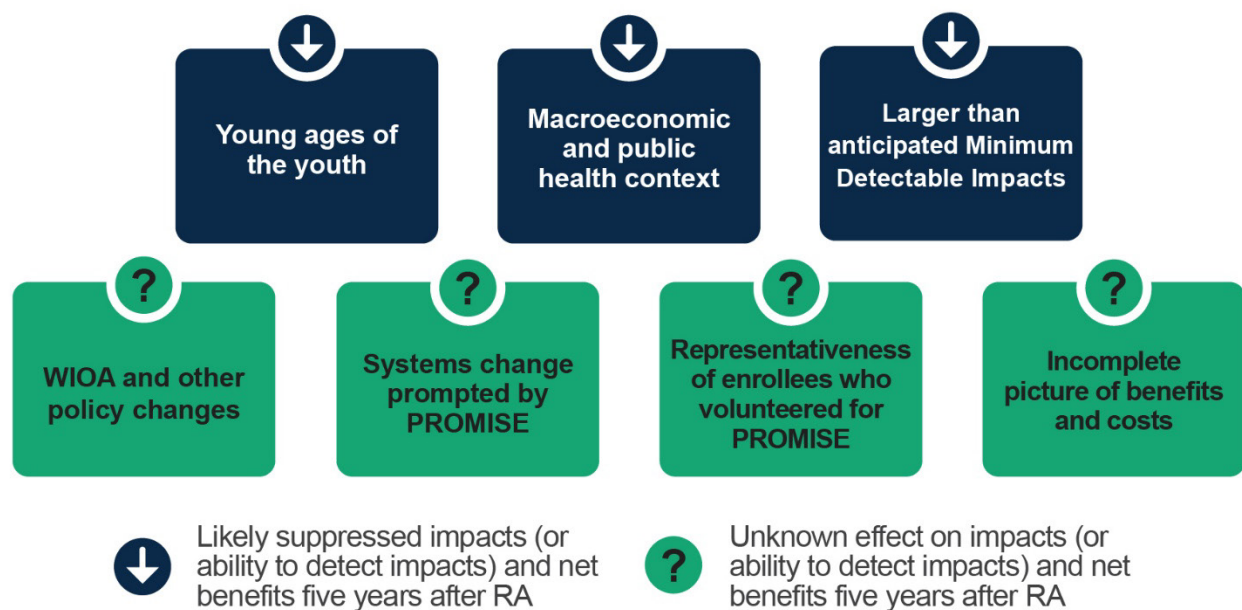 Young ages of
the youth
Macroeconomic
and public
health context
Larger than
anticipated Minimum
Detectable Impacts
?
WIOA and other
policy changes
?
Systems change
prompted by
PROMISE
?
Representativeness
of enrollees who
volunteered for
PROMISE
?
Incomplete
picture of benefits
and costs
Likely suppressed impacts (or
ability to detect impacts) and net
benefits five years after RA
?
Unknown effect on impacts (or
ability to detect impacts) and net
benefits five years after RA